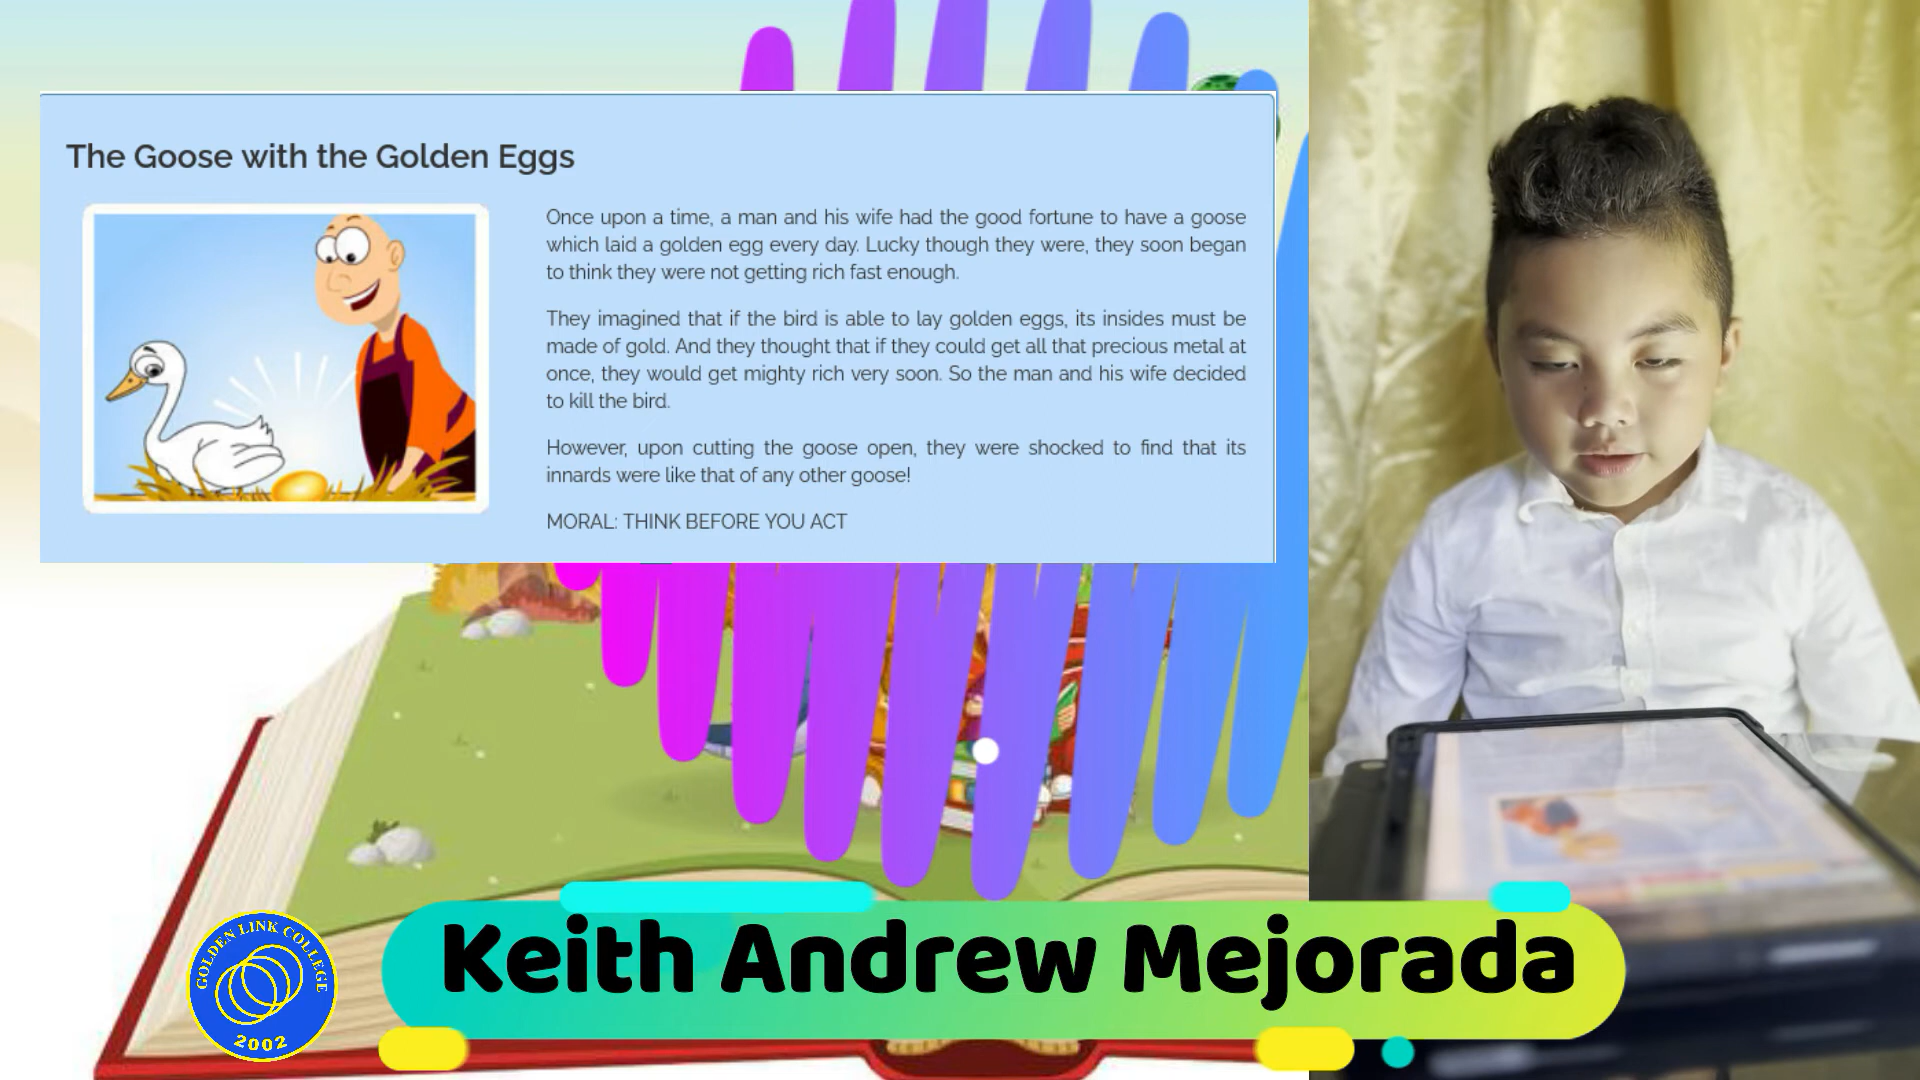 The Goose with the Golden Eggs
Once upon a time, a man and his wife had the good fortune to have a goose
which laid a golden egg every day. Lucky though they were, they soon began
to think they were not getting rich fast enough.
They imagined that if the bird is able to lay golden eggs, its insides must be
made of gold. And they thought that if they could get all that precious metal at
once, they would get mighty rich very soon. So the man and his wife decided
to kill the bird.
However, upon cutting the goose open, they were shocked to find that its
innards were like that of any other goose!
MORAL: THINK BEFORE YOU ACT
GOLDEN LINK COLLEGE
2002
Keith Andrew Mejorada